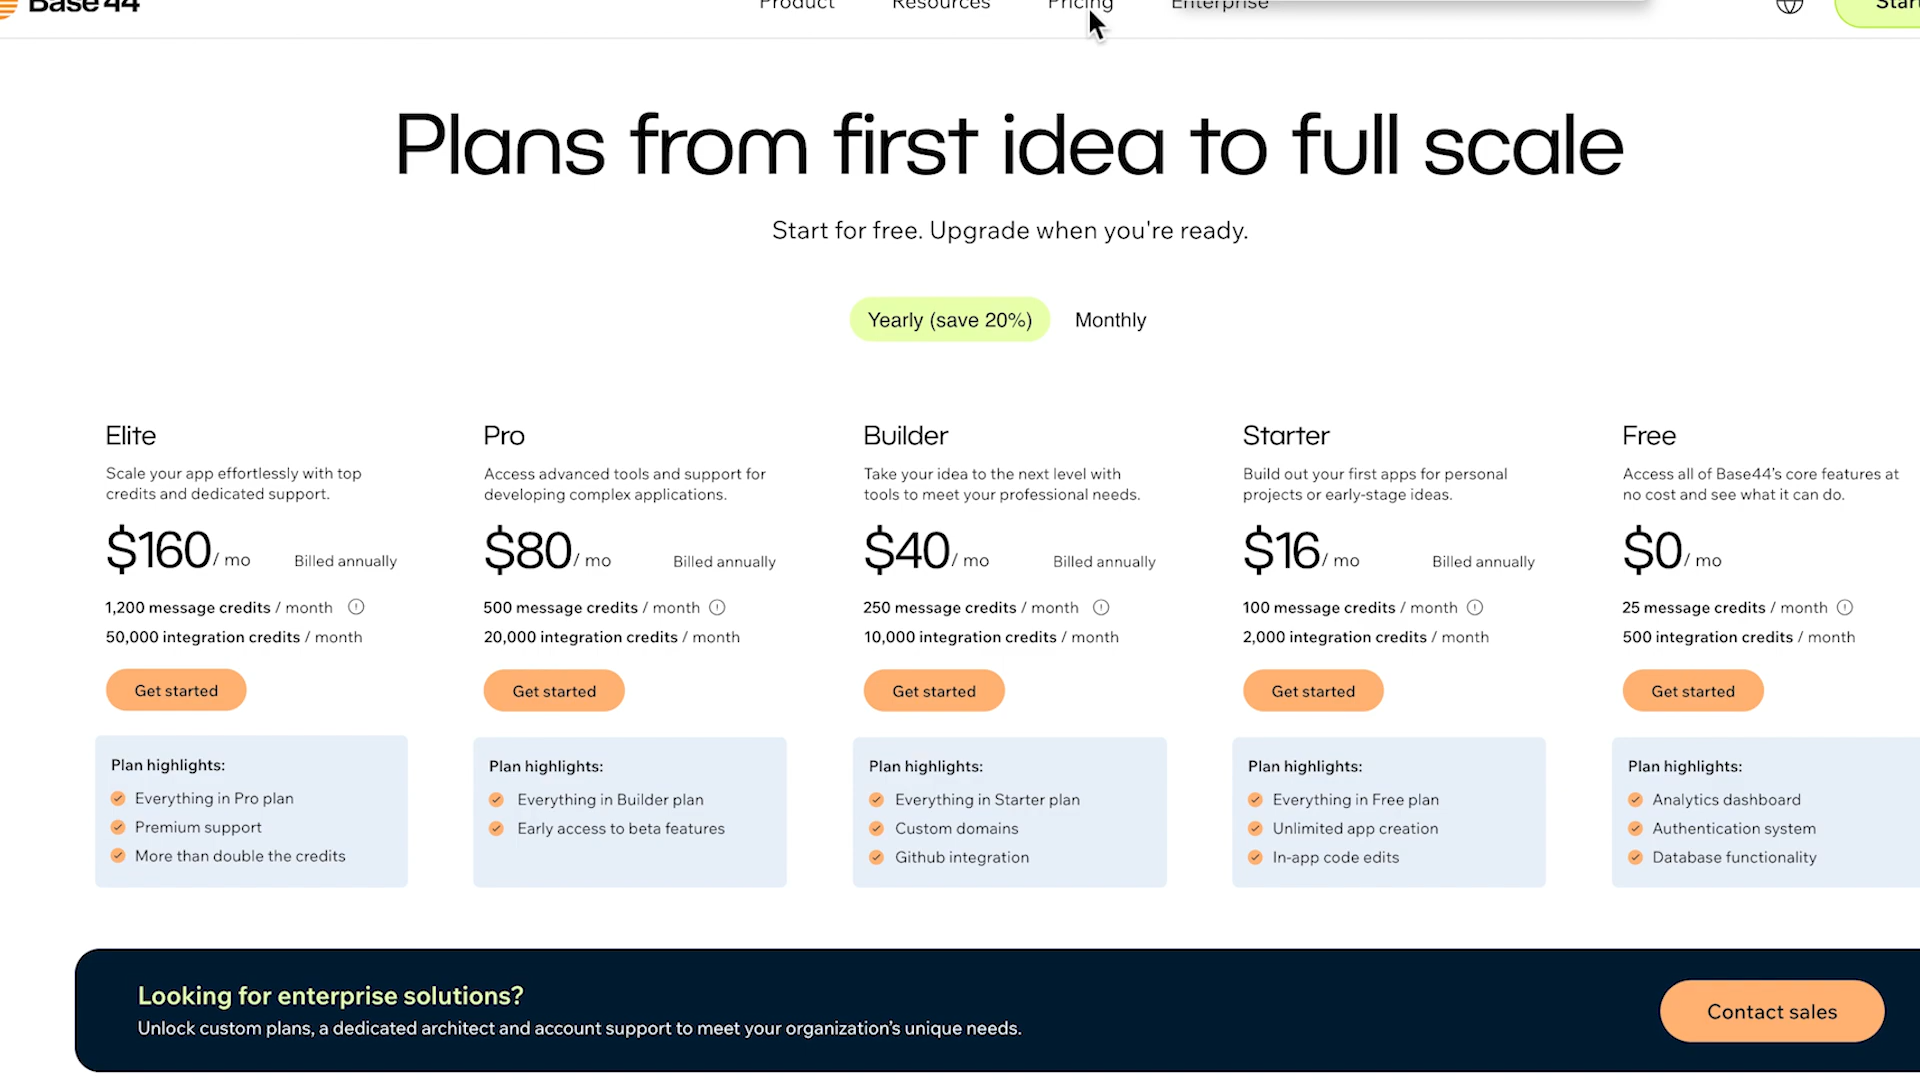 Base44
Product
Resources
Pricing
Enterprise
Start
Plans from first idea to full scale
Start for free. Upgrade when you're ready.
Yearly (save 20%)
Monthly
Elite
Scale your app effortlessly with top
credits and dedicated support.
$160 / mo
Billed annually
1,200 message credits / month
50,000 integration credits / month
Get started
Plan highlights:
Everything in Pro plan
Premium support
More than double the credits
Pro
Access advanced tools and support for
developing complex applications.
$80 / mo
Billed annually
500 message credits / month
20,000 integration credits / month
Get started
Plan highlights:
Everything in Builder plan
Early access to beta features
Builder
Take your idea to the next level with
tools to meet your professional needs.
$40 / mo
Billed annually
250 message credits / month
10,000 integration credits / month
Get started
Plan highlights:
Everything in Starter plan
Custom domains
Github integration
Starter
Build out your first apps for personal
projects or early-stage ideas.
$16 / mo
Billed annually
100 message credits / month
2,000 integration credits / month
Get started
Plan highlights:
Everything in Free plan
Unlimited app creation
In-app code edits
Free
Access all of Base44's core features at
no cost and see what it can do.
$0 / mo
25 message credits / month
500 integration credits / month
Get started
Plan highlights:
Analytics dashboard
Authentication system
Database functionality
Looking for enterprise solutions?
Unlock custom plans, a dedicated architect and account support to meet your organization’s unique needs.
Contact sales